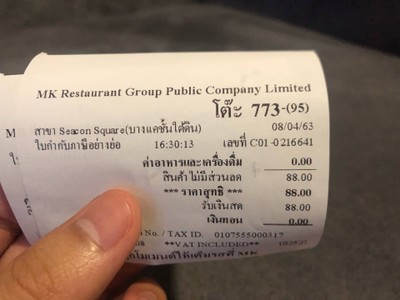 MK Restaurant Group Public Company Limited
โต๊ะ 773-(95)
สาขา Seacon Square(บางแคชั้นใต้ดิน) 08/04/63
ใบกำกับภาษีอย่างย่อ 16:30:13 เลขที่ C01-0216641
ค่าอาหารและเครื่องดื่ม 0.00
สินค้าไม่มีส่วนลด 88.00
*** ราคาสุทธิ *** 88.00
รับเงินสด 88.00
เงินทอน 0.00
No. / TAX ID. 0107555000317
**VAT INCLUDED**